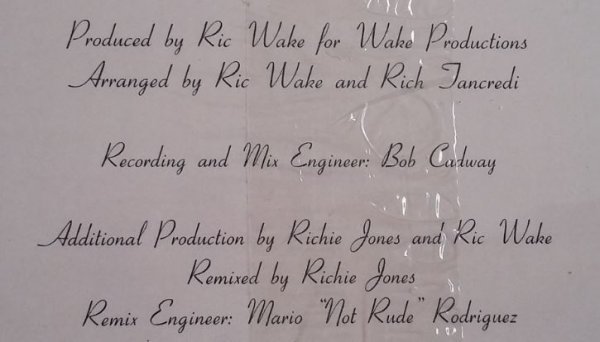 Produced by Ric Wake for Wake Productions
Arranged by Ric Wake and Rich Tancredi
Recording and Mix Engineer: Bob Cadway
Additional Production by Richie Jones and Ric Wake
Remixed by Richie Jones
Remix Engineer: Mario "Not Rude" Rodriguez